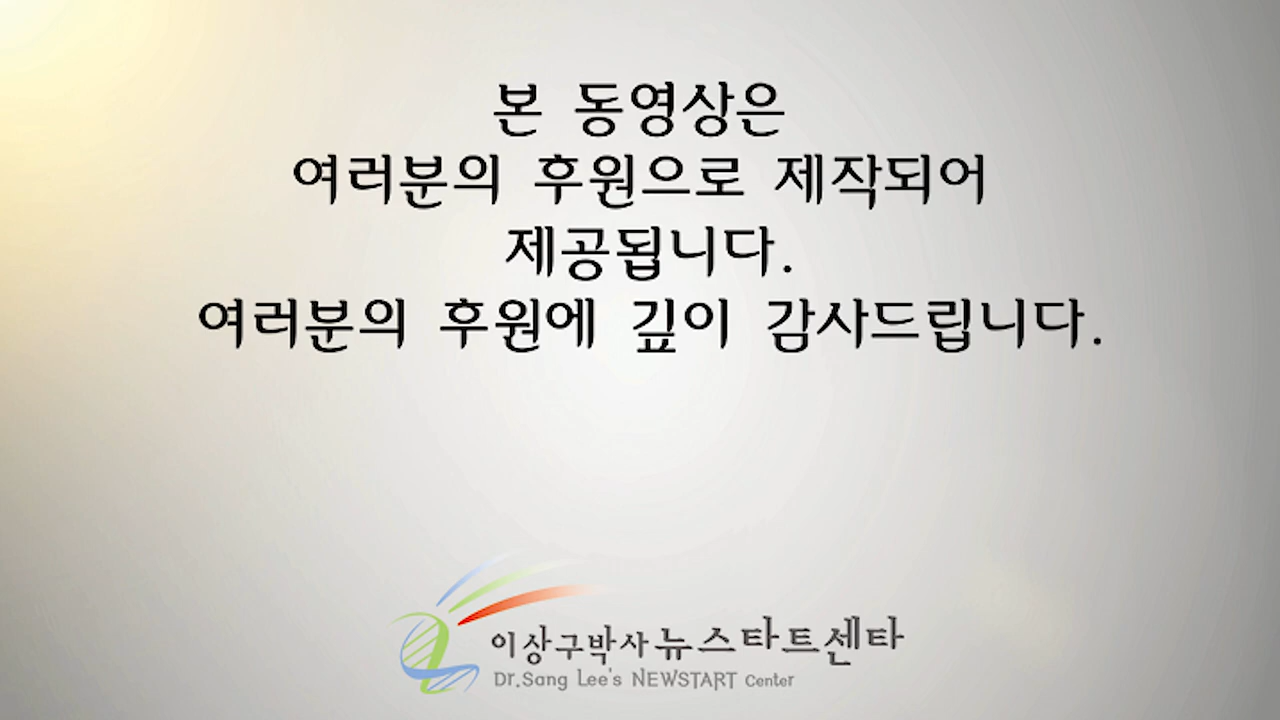 본 동영상은
여러분의 후원으로 제작되어
제공됩니다.
여러분의 후원에 깊이 감사드립니다.
이상구박사 뉴스타트센타
Dr.Sang Lee's NEWSTART Center